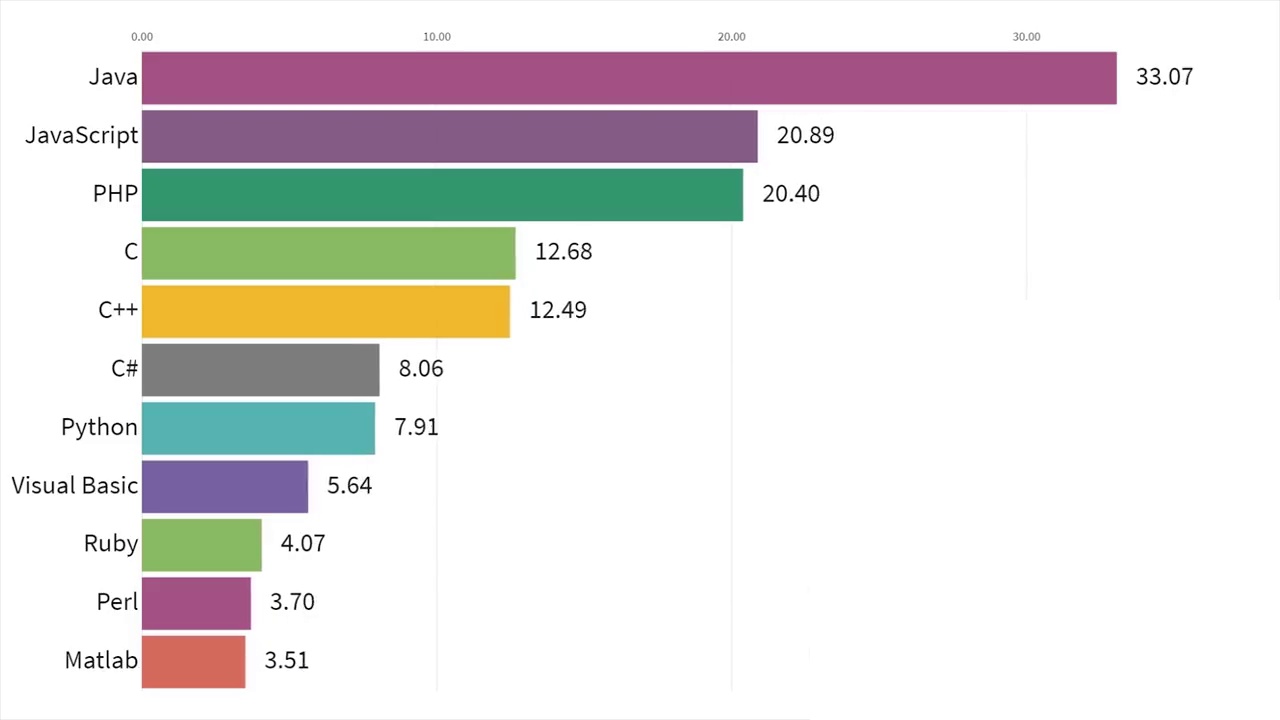 0.00 10.00 20.00 30.00
Java 33.07
JavaScript 20.89
PHP 20.40
C 12.68
C++ 12.49
C# 8.06
Python 7.91
Visual Basic 5.64
Ruby 4.07
Perl 3.70
Matlab 3.51